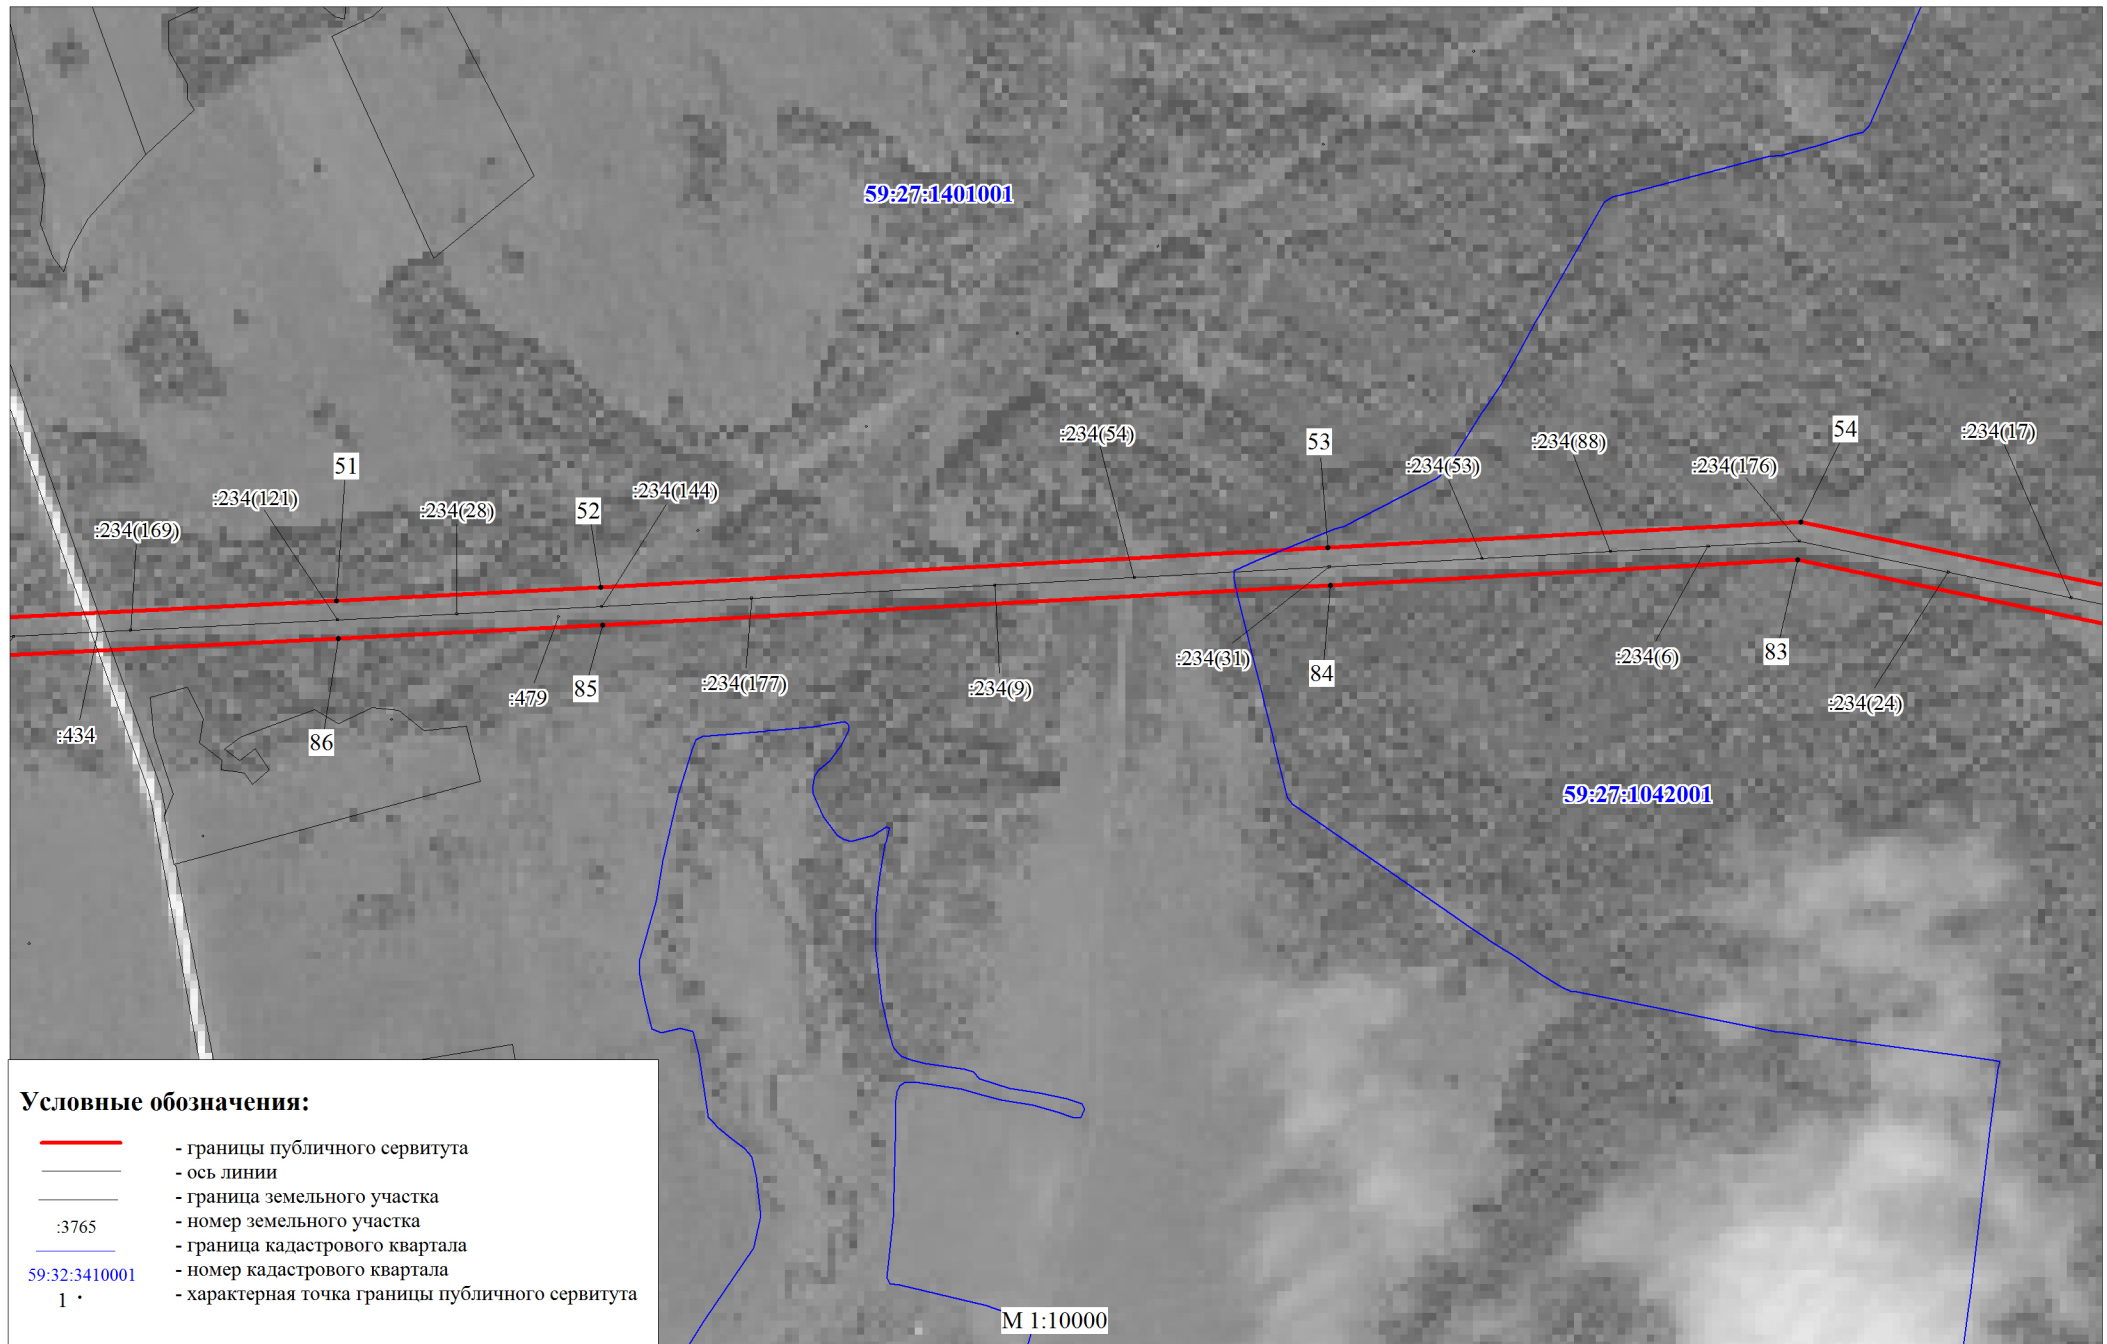 59:27:1401001
54
:234(17)
:234(54)
53
:234(88)
51
:234(53)
:234(176)
:234(121)
:234(144)
:234(28)
52
:234(169)
:234(31)
:234(6)
83
84
:234(177)
85
:234(9)
:479
:234(24)
:434
86
59:27:1042001
Условные обозначения:
- границы публичного сервитута
- ось линии
- граница земельного участка
:3765 - номер земельного участка
- граница кадастрового квартала
59:32:3410001 - номер кадастрового квартала
1 - характерная точка границы публичного сервитута
М 1:10000